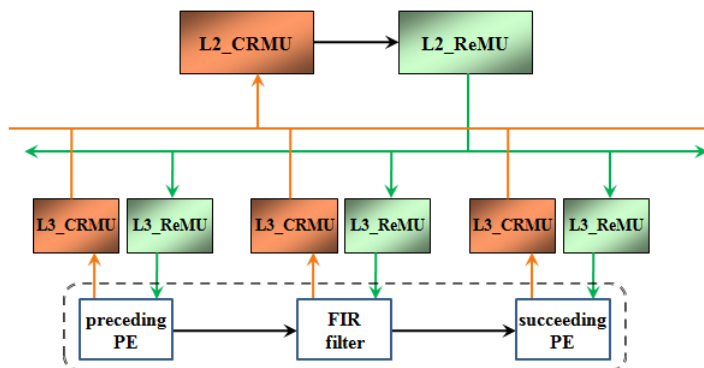 L2_CRMU
L2_ReMU
L3_CRMU
L3_ReMU
L3_CRMU
L3_ReMU
L3_CRMU
L3_ReMU
preceding
PE
FIR
filter
succeeding
PE